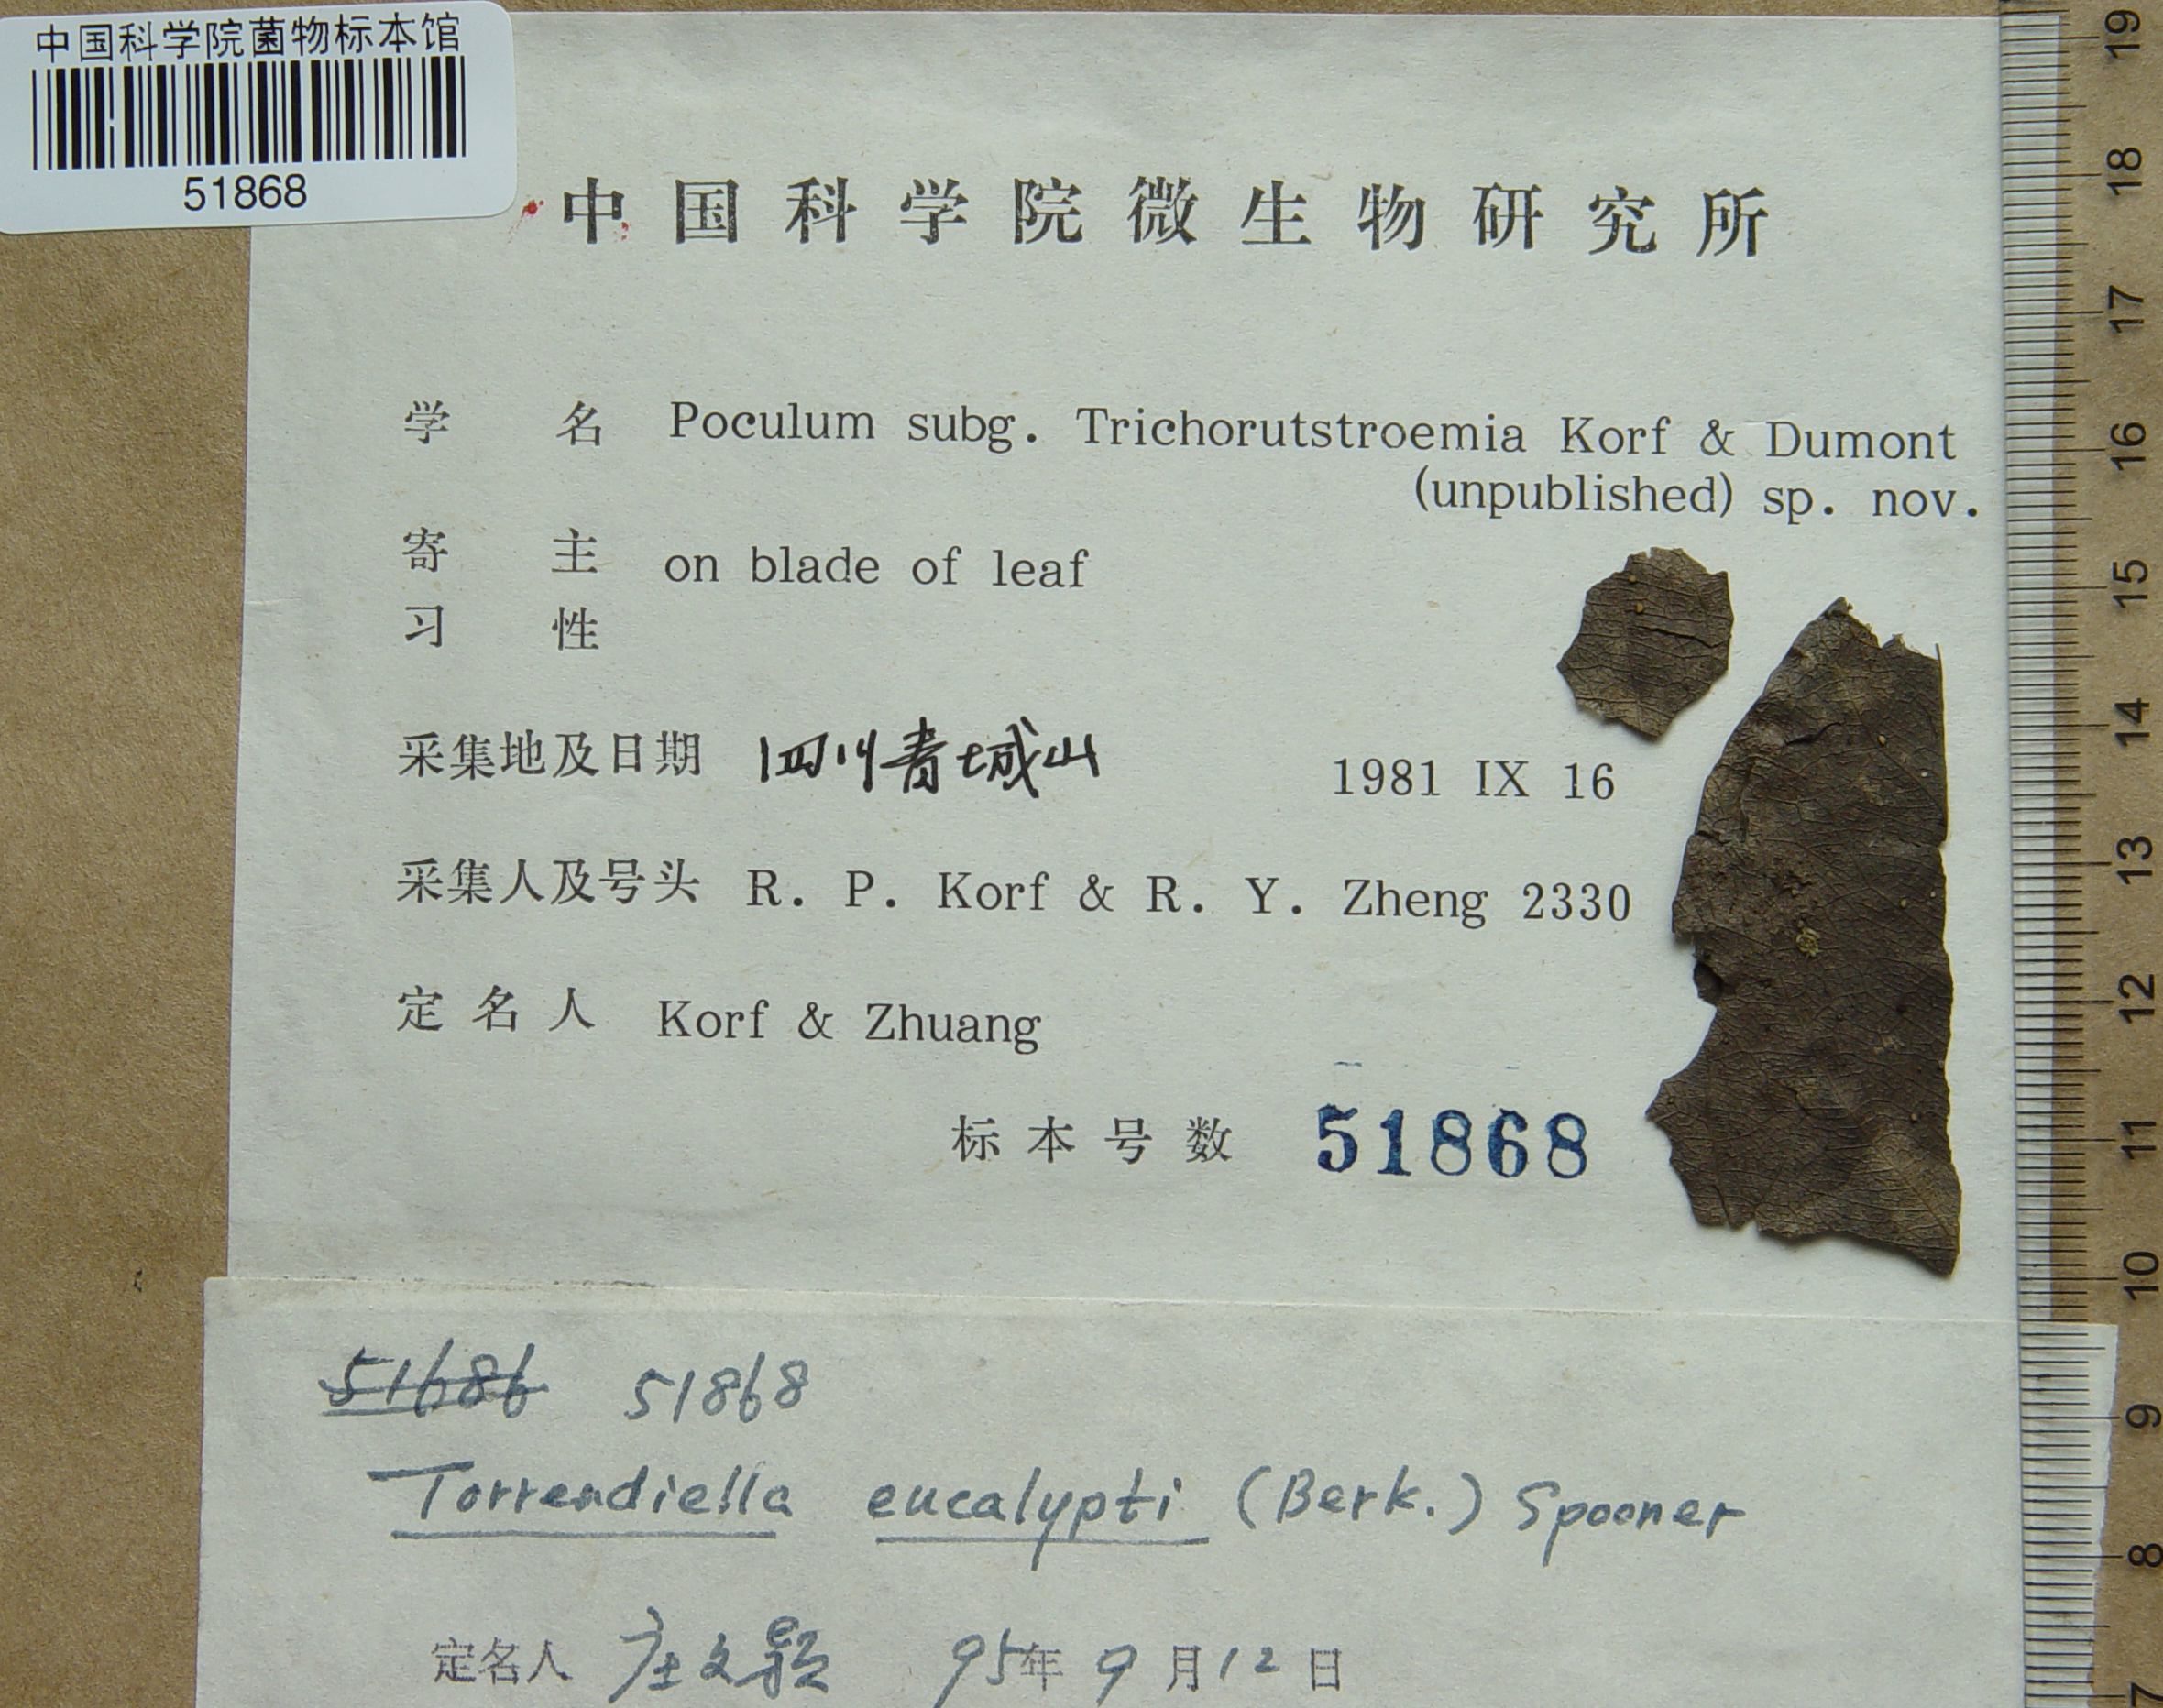 中国科学院菌物标本馆
51868
中国科学院微生物研究所
学 名 Poculum subg. Trichorutstroemia Korf & Dumont
(unpublished) sp. nov.
寄 主 on blade of leaf
习 性
采集地及日期 四川青城山 1981 IX 16
采集人及号头 R. P. Korf & R. Y. Zheng 2330
定名人 Korf & Zhuang
标本号数 51868
51686 51868
Torrendiella eucalypti (Berk.) Spooner
定名人 庄文颖 95年9月12日
19
18
17
16
15
14
13
12
11
10
9
8
7